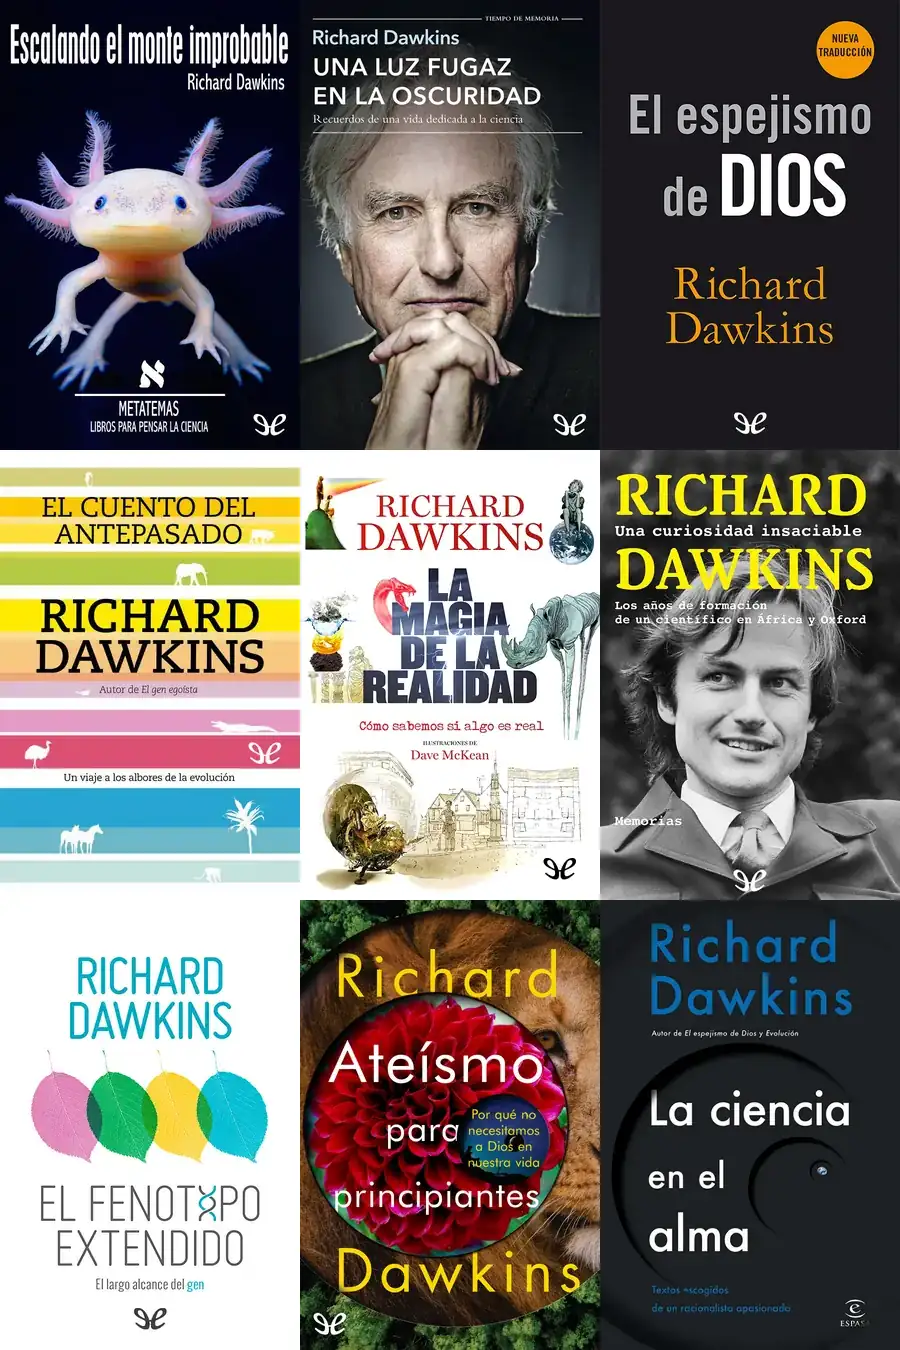 Escalando el monte improbable
Richard Dawkins
METATEMAS
LIBROS PARA PENSAR LA CIENCIA
TIEMPO DE MEMORIA
Richard Dawkins
UNA LUZ FUGAZ
EN LA OSCURIDAD
Recuerdos de una vida dedicada a la ciencia
NUEVA
TRADUCCIÓN
El espejismo
de DIOS
Richard
Dawkins
EL CUENTO DEL
ANTEPASADO
RICHARD
DAWKINS
Autor de El gen egoísta
Un viaje a los albores de la evolución
RICHARD
DAWKINS
LA
MAGIA
DE LA
REALIDAD
Cómo sabemos si algo es real
ILUSTRACIONES DE
Dave McKean
RICHARD
Una curiosidad insaciable
DAWKINS
Los años de formación
de un científico en África y Oxford
Memorias
RICHARD
DAWKINS
EL FENOTIPO
EXTENDIDO
El largo alcance del gen
Richard
Ateísmo
para
principiantes
Por qué no
necesitamos
a Dios en
nuestra vida
Dawkins
Richard
Dawkins
Autor de El espejismo de Dios y Evolución
La ciencia
en el
alma
Textos escogidos
de un racionalista apasionado
ESPASA